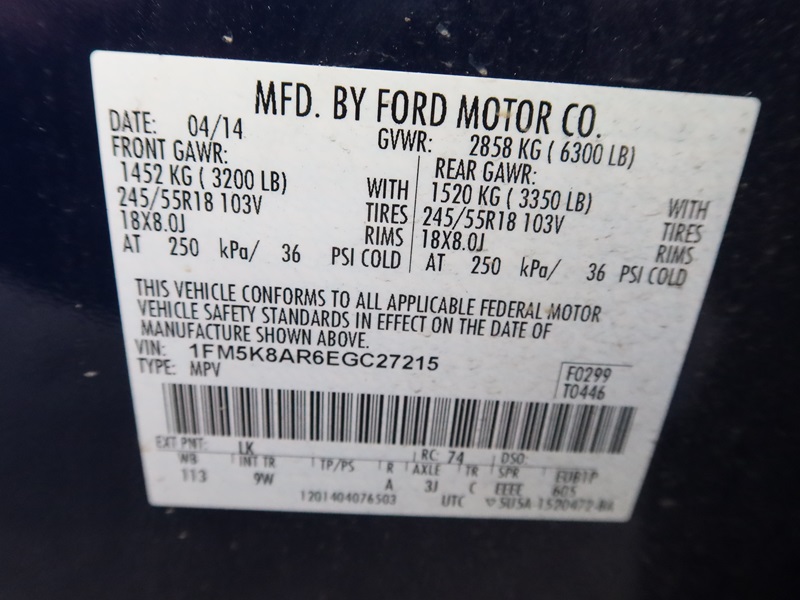 MFD. BY FORD MOTOR CO.
DATE: 04/14 GVWR: 2858 KG ( 6300 LB)
FRONT GAWR: REAR GAWR:
1452 KG ( 3200 LB) WITH 1520 KG ( 3350 LB) WITH
245/55R18 103V TIRES 245/55R18 103V TIRES
18X8.0J RIMS 18X8.0J RIMS
AT 250 kPa/ 36 PSI COLD AT 250 kPa/ 36 PSI COLD
THIS VEHICLE CONFORMS TO ALL APPLICABLE FEDERAL MOTOR
VEHICLE SAFETY STANDARDS IN EFFECT ON THE DATE OF
MANUFACTURE SHOWN ABOVE.
VIN: 1FM5K8AR6EGC27215 F0299
TYPE: MPV T0446
EXT PNT: LK RC: 74 DSO:
WB INT TR TP/PS R AXLE TR SPR
113 9W A 3J C EEEE 605
1201404076503 UTC